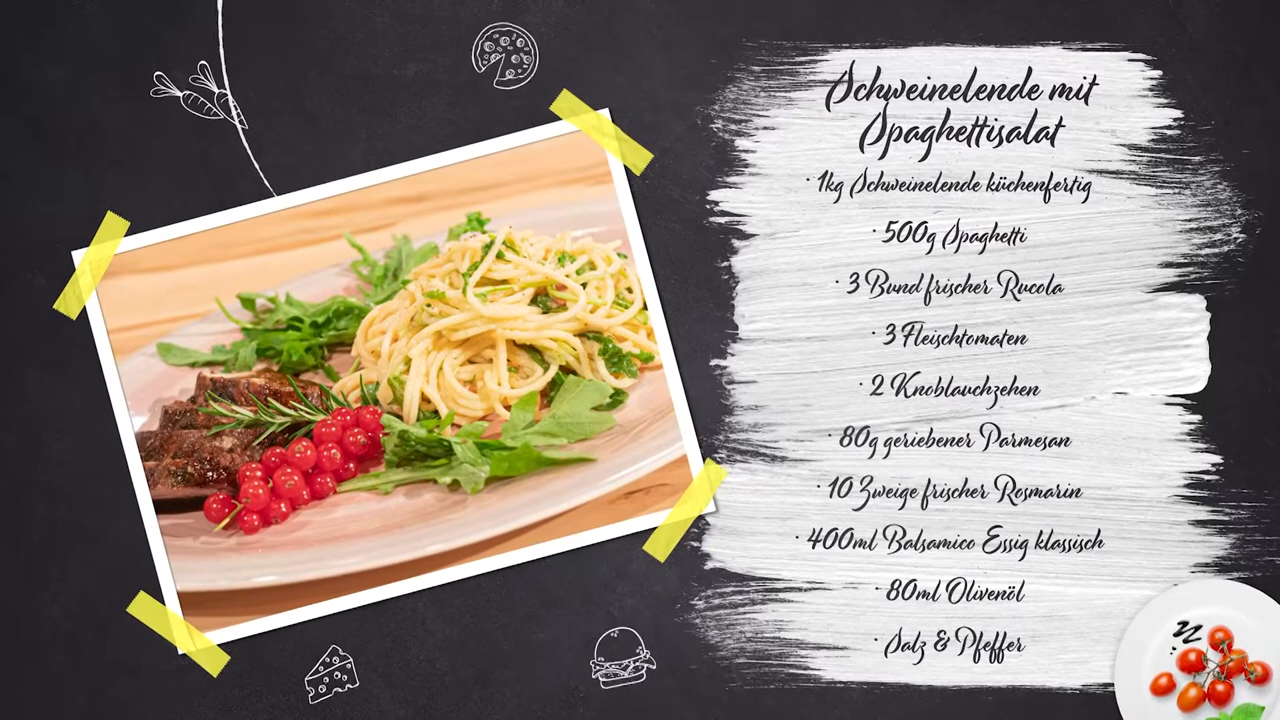 Schweinelende mit
Spaghettisalat
· 1kg Schweinelende küchenfertig
· 500g Spaghetti
· 3 Bund frischer Rucola
· 3 Fleischtomaten
· 2 Knoblauchzehen
· 80g geriebener Parmesan
· 10 Zweige frischer Rosmarin
· 400ml Balsamico Essig klassisch
· 80ml Olivenöl
· Salz & Pfeffer